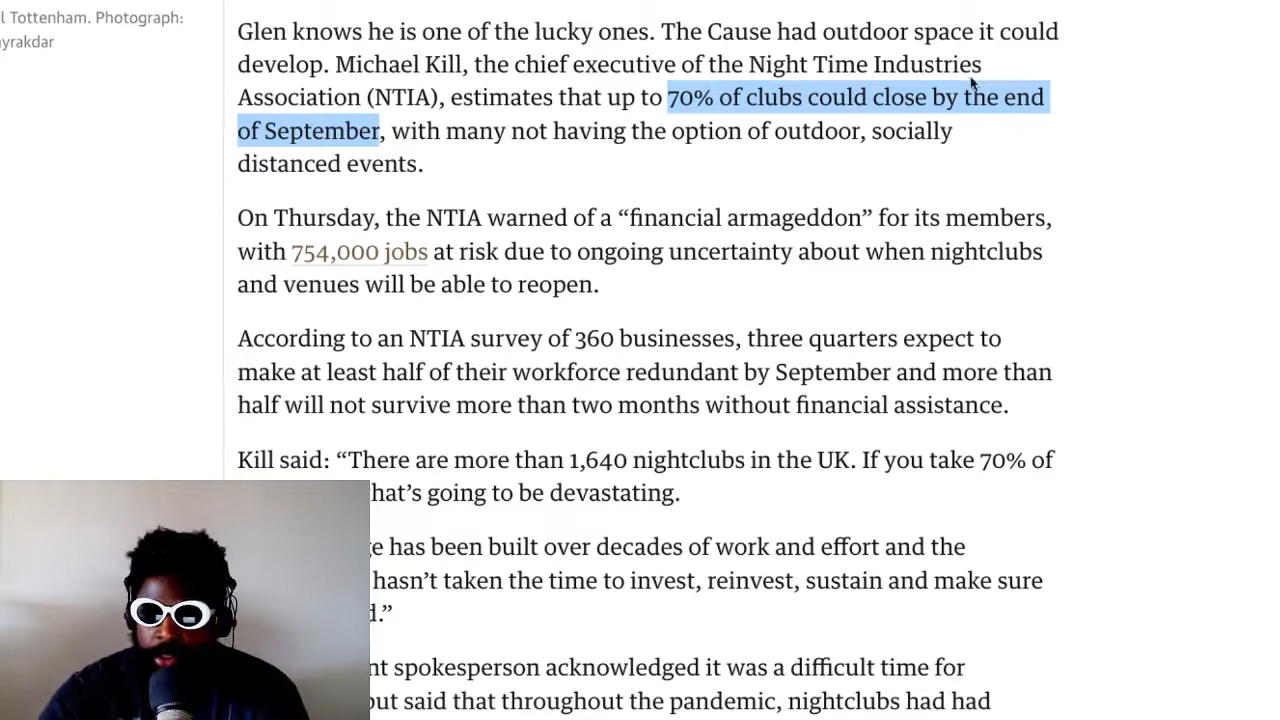 l Tottenham. Photograph:
yrakdar
Glen knows he is one of the lucky ones. The Cause had outdoor space it could
develop. Michael Kill, the chief executive of the Night Time Industries
Association (NTIA), estimates that up to 70% of clubs could close by the end
of September, with many not having the option of outdoor, socially
distanced events.
On Thursday, the NTIA warned of a “financial armageddon” for its members,
with 754,000 jobs at risk due to ongoing uncertainty about when nightclubs
and venues will be able to reopen.
According to an NTIA survey of 360 businesses, three quarters expect to
make at least half of their workforce redundant by September and more than
half will not survive more than two months without financial assistance.
Kill said: “There are more than 1,640 nightclubs in the UK. If you take 70% of
hat’s going to be devastating.
ge has been built over decades of work and effort and the
hasn’t taken the time to invest, reinvest, sustain and make sure
d.”
nt spokesperson acknowledged it was a difficult time for
but said that throughout the pandemic, nightclubs had had